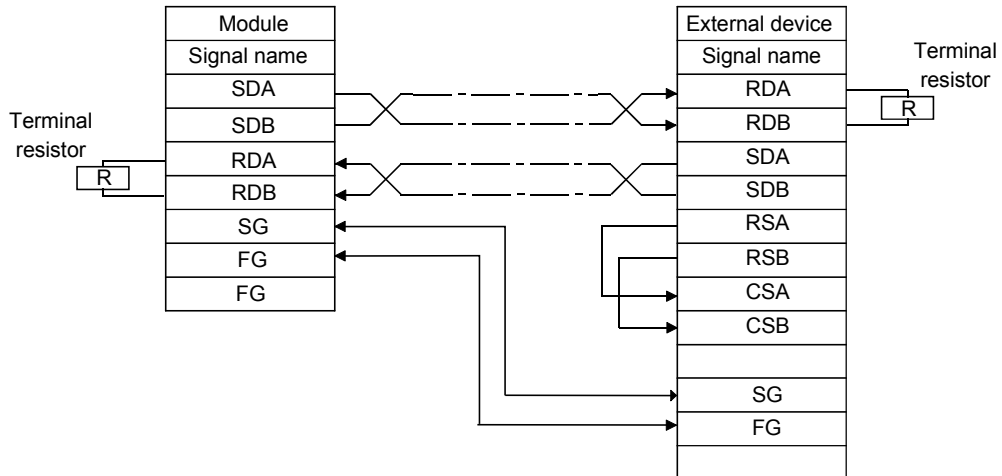 Module
Signal name
SDA
SDB
RDA
RDB
SG
FG
FG
Terminal
resistor
R
External device
Signal name
RDA
RDB
SDA
SDB
RSA
RSB
CSA
CSB
SG
FG
Terminal
resistor
R